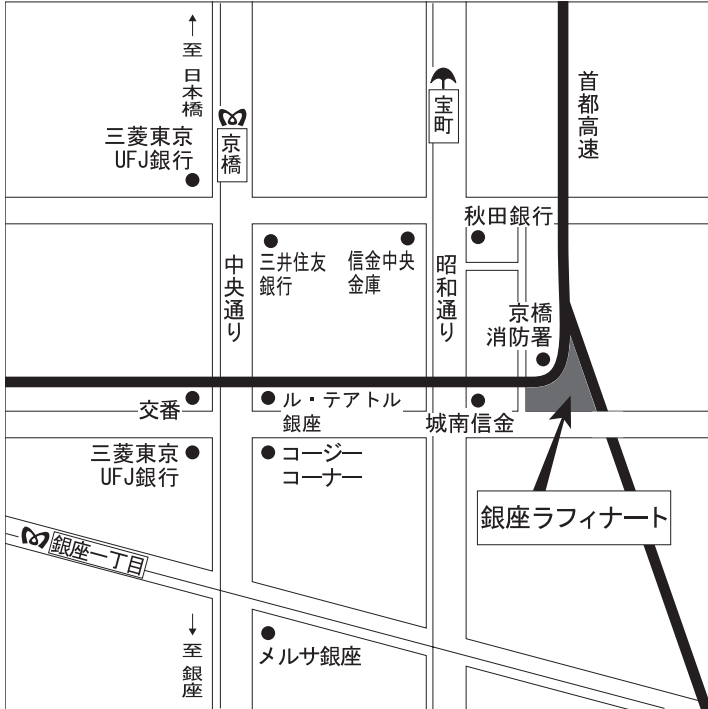 至
日本橋
三菱東京
UFJ銀行
京橋
宝町
首都高速
秋田銀行
三井住友
銀行
信金中央
金庫
中央通り
昭和通り
京橋
消防署
交番
ル・テアトル
銀座
城南信金
三菱東京
UFJ銀行
コージー
コーナー
銀座ラフィナート
銀座一丁目
至
銀座
メルサ銀座